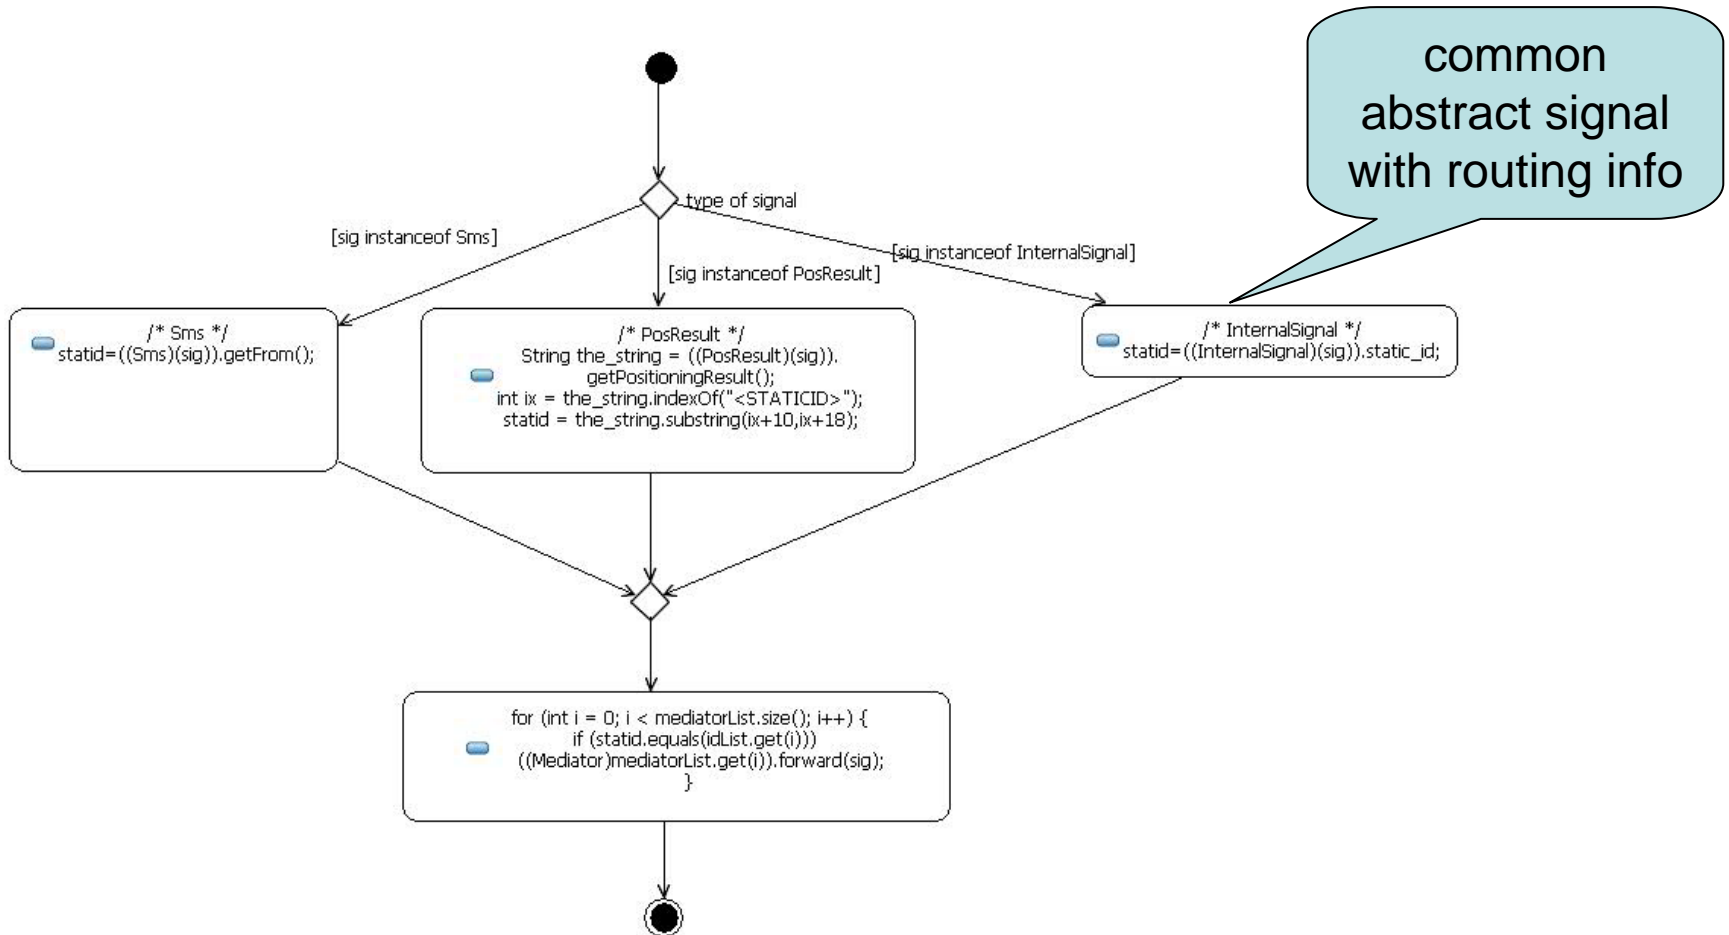 common
abstract signal
with routing info
type of signal
[sig instanceof Sms]
[sig instanceof InternalSignal]
[sig instanceof PosResult]
/* Sms */
statid=((Sms)(sig)).getFrom();
/* PosResult */
String the_string = ((PosResult)(sig)).
getPositioningResult();
int ix = the_string.indexOf("<STATICID>");
statid = the_string.substring(ix+10,ix+18);
/* InternalSignal */
statid=((InternalSignal)(sig)).static_id;
for (int i = 0; i < mediatorList.size(); i++) {
if (statid.equals(idList.get(i)))
((Mediator)mediatorList.get(i)).forward(sig);
}